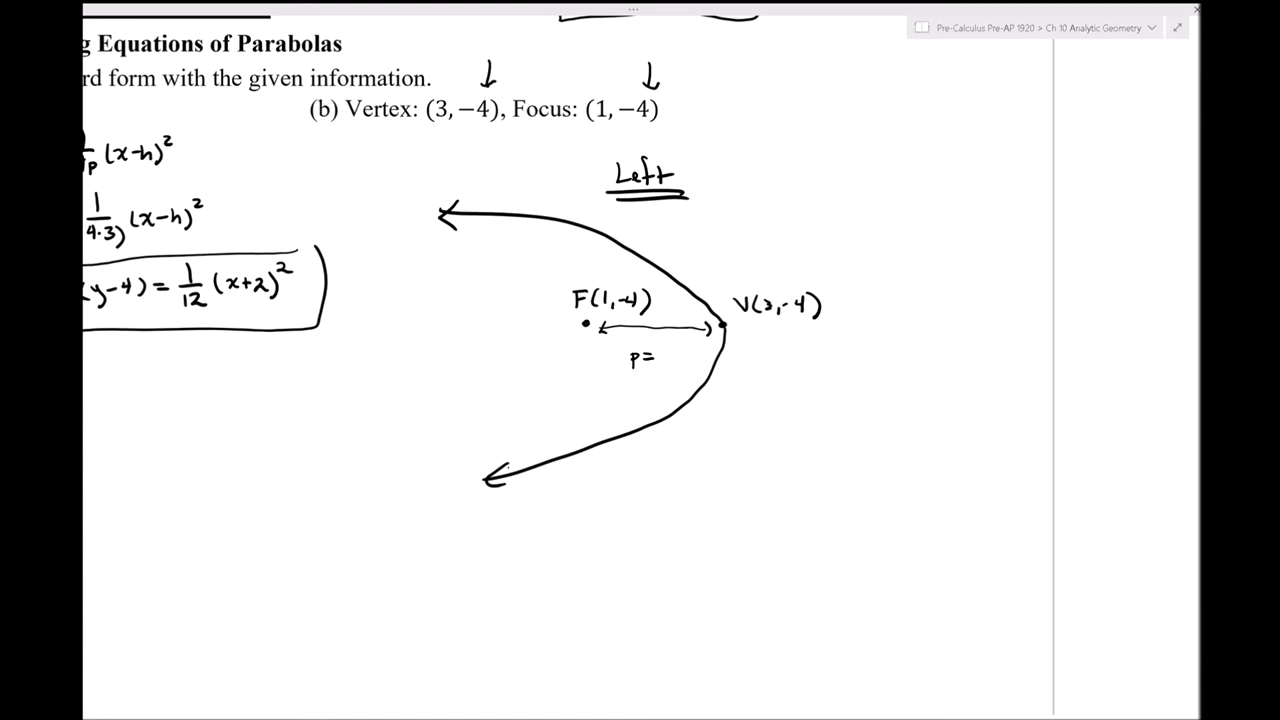 Pre-Calculus Pre-AP 1920 > Ch 10 Analytic Geometry
g Equations of Parabolas
rd form with the given information.
(b) Vertex: (3, −4), Focus: (1, −4)
p (x-h)²
1/4·3) (x-h)²
(y-4) = 1/12 (x+2)²
Left
F(1,-4)
V(3,-4)
p=